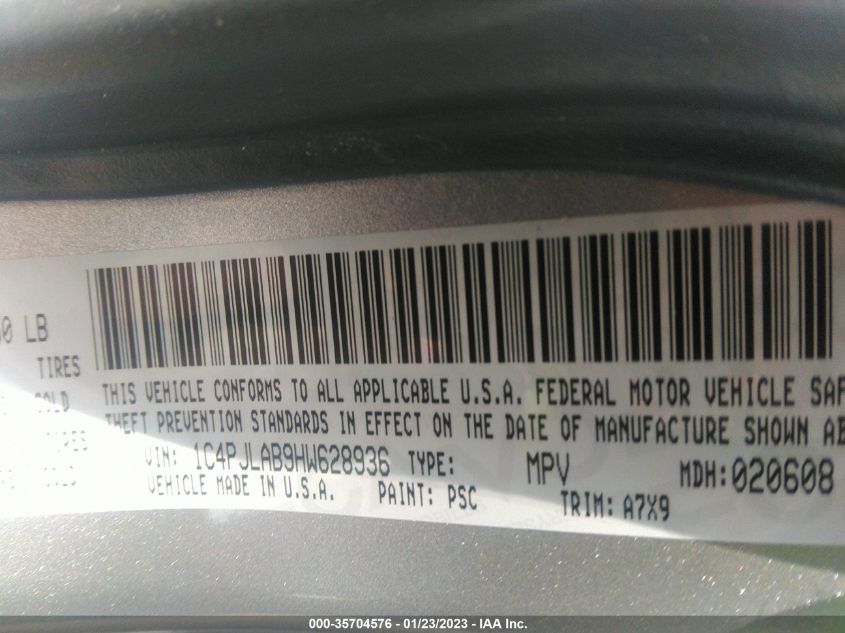 LB
TIRES
COLD
THIS VEHICLE CONFORMS TO ALL APPLICABLE U.S.A. FEDERAL MOTOR VEHICLE SAF
THEFT PREVENTION STANDARDS IN EFFECT ON THE DATE OF MANUFACTURE SHOWN AB
VIN: 1C4PJLAB9HW628936 TYPE: MPV MDH:020608
VEHICLE MADE IN U.S.A. PAINT: PSC TRIM: A7X9
000-35704576 - 01/23/2023 - IAA Inc.